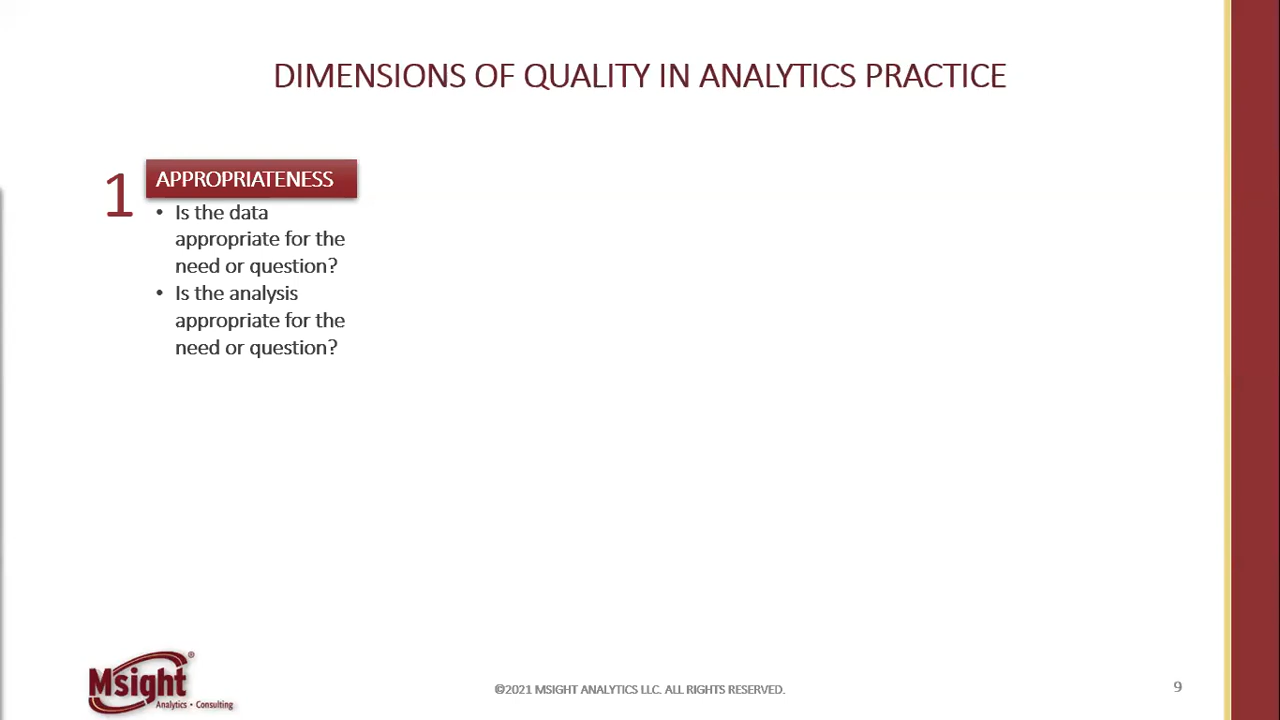 DIMENSIONS OF QUALITY IN ANALYTICS PRACTICE
1
APPROPRIATENESS
• Is the data
appropriate for the
need or question?
• Is the analysis
appropriate for the
need or question?
Msight®
Analytics • Consulting
©2021 MSIGHT ANALYTICS LLC. ALL RIGHTS RESERVED.
9